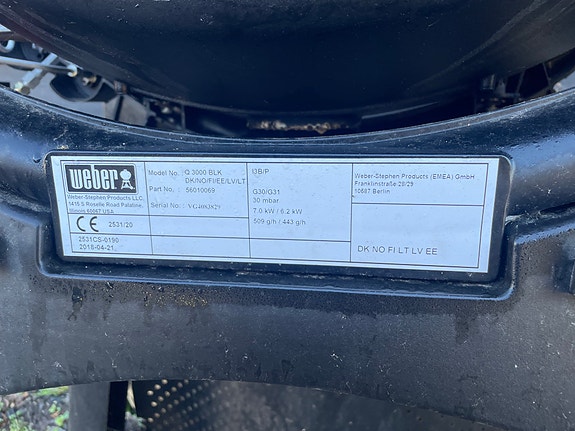 weber
Weber-Stephen Products LLC,
1415 S Roselle Road Palatine,
Illinois 60067 USA
CE 2531/20
2531CS-0190
2018-04-21.
Model No.: Q 3000 BLK
DK/NO/FI/EE/LV/LT
Part No.: 56010069
Serial No.:
I3B/P
G30/G31
30 mbar
7.0 kW / 6.2 kW
509 g/h / 443 g/h
Weber-Stephen Products (EMEA) GmbH
Franklinstraße 28/29
10587 Berlin
DK NO FI LT LV EE